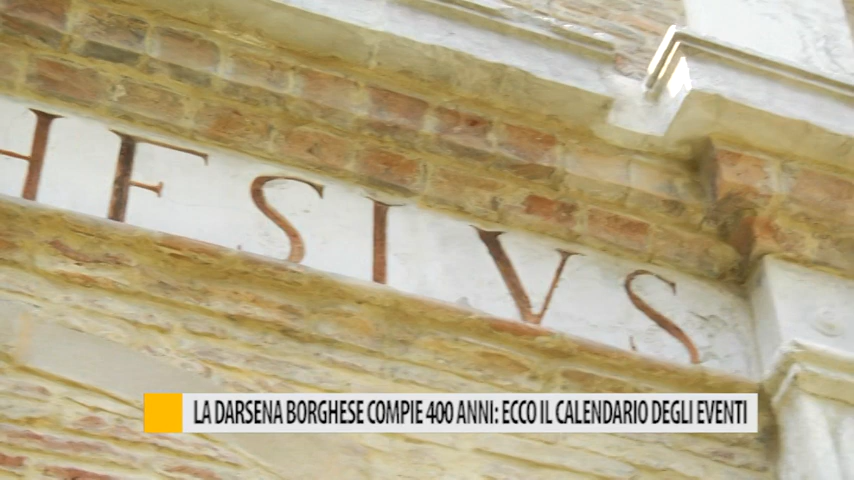 HESIVS
LA DARSENA BORGHESE COMPIE 400 ANNI: ECCO IL CALENDARIO DEGLI EVENTI